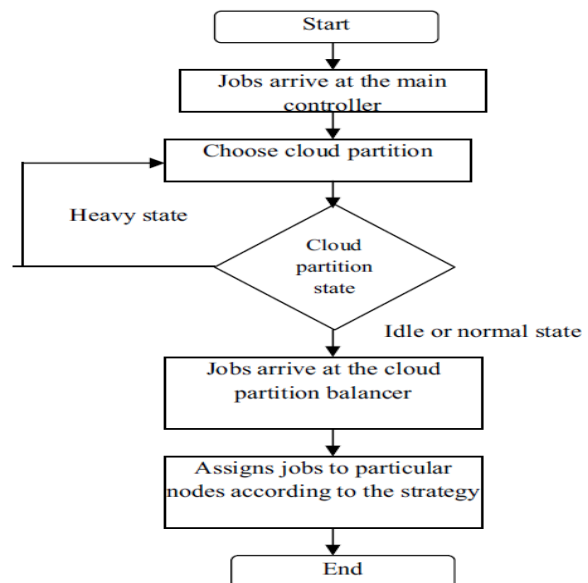 Start
Jobs arrive at the main
controller
Choose cloud partition
Heavy state
Cloud
partition
state
Idle or normal state
Jobs arrive at the cloud
partition balancer
Assigns jobs to particular
nodes according to the strategy
End